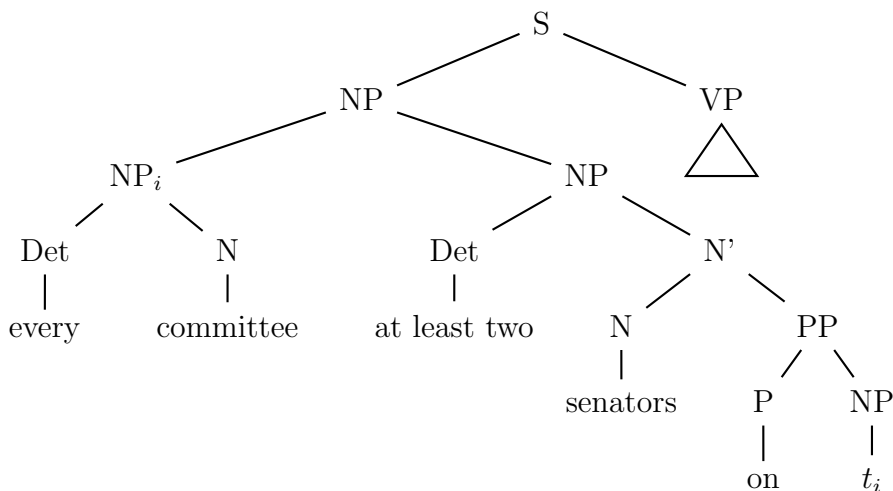 S
NP VP
NPᵢ NP
Det N Det N'
every committee at least two N PP
senators P NP
on tᵢ